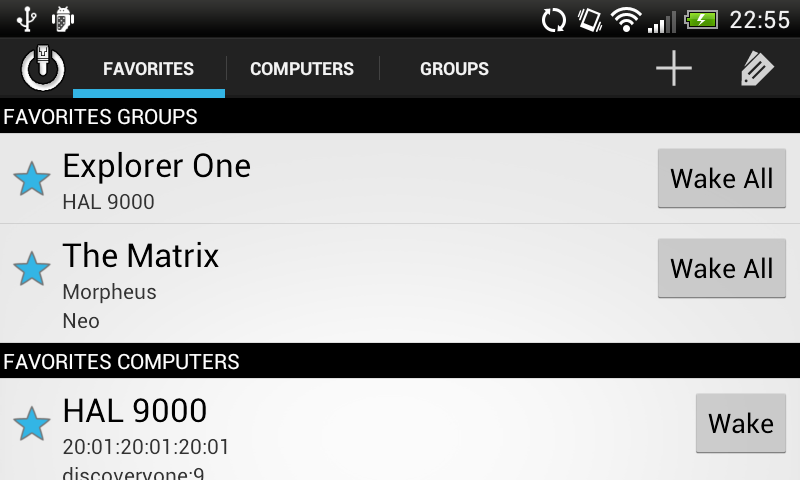 22:55
FAVORITES
COMPUTERS
GROUPS
FAVORITES GROUPS
Explorer One
HAL 9000
Wake All
The Matrix
Morpheus
Neo
Wake All
FAVORITES COMPUTERS
HAL 9000
20:01:20:01:20:01
discoveryone:9
Wake